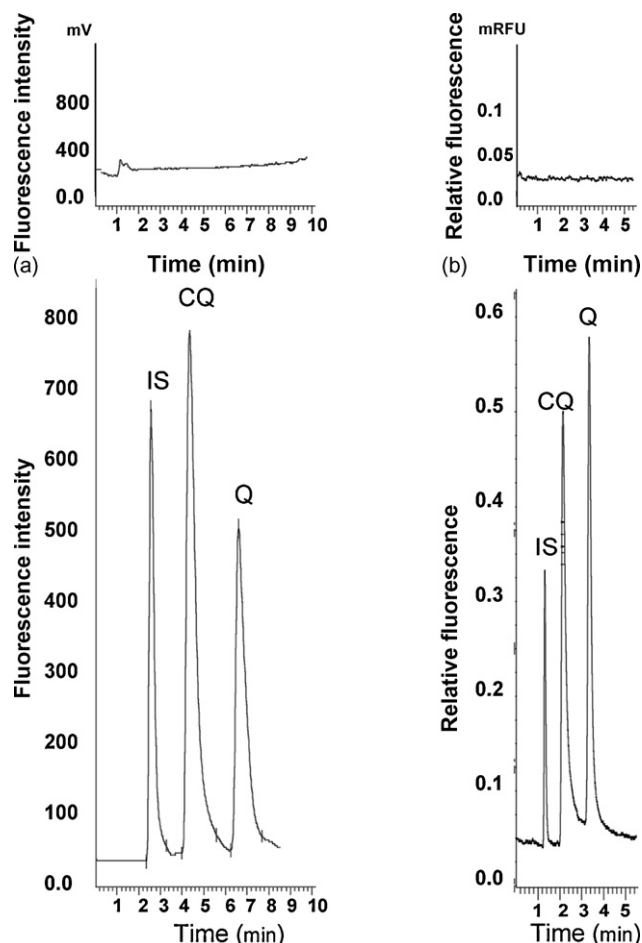 mV
Fluorescence intensity
800
400
0.0
1 2 3 4 5 6 7 8 9 10
Time (min)
(a)
mRFU
Relative fluorescence
0.1
0.05
0.0
1 2 3 4 5
Time (min)
(b)
Fluorescence intensity
800
700
600
500
400
300
200
100
0.0
IS
CQ
Q
1 2 3 4 5 6 7 8 9 10
Time (min)
Relative fluorescence
0.6
0.5
0.4
0.3
0.2
0.1
0.0
IS
CQ
Q
1 2 3 4 5
Time (min)